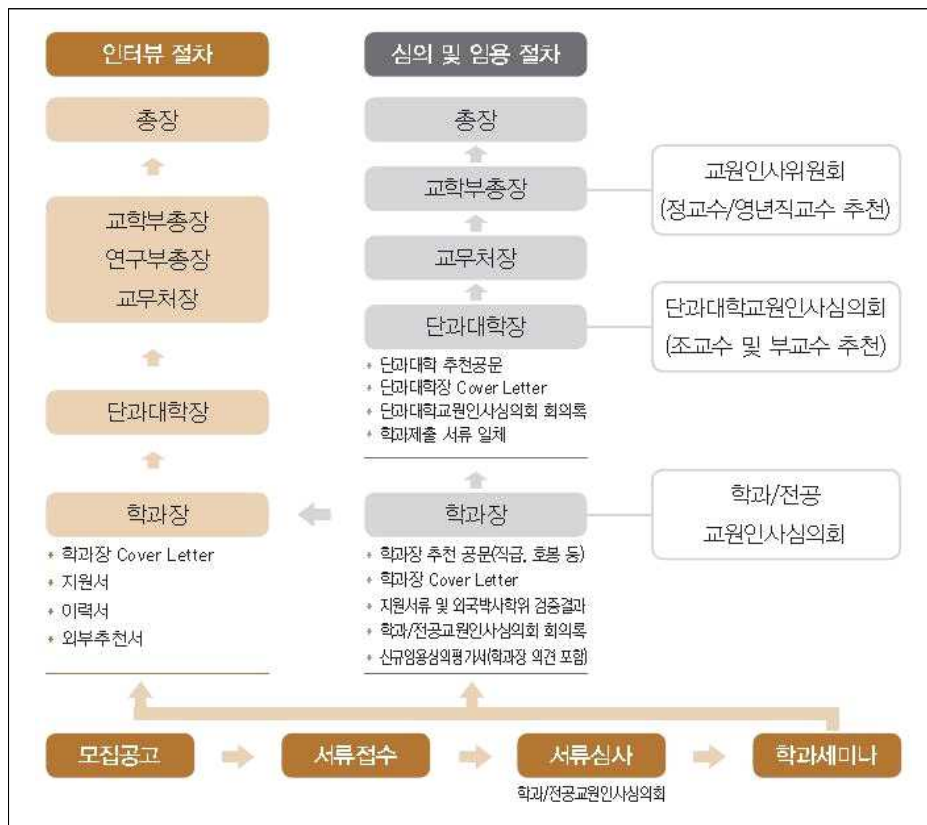 인터뷰 절차
총장
교학부총장
연구부총장
교무처장
단과대학장
학과장
• 학과장 Cover Letter
• 지원서
• 이력서
• 외부추천서
심의 및 임용 절차
총장
교학부총장
교무처장
단과대학장
• 단과대학 추천공문
• 단과대학장 Cover Letter
• 단과대학교원인사심의회 회의록
• 학과제출 서류 일체
학과장
• 학과장 추천 공문(직급, 호봉 등)
• 학과장 Cover Letter
• 지원서류 및 외국박사학위 검증결과
• 학과/전공교원인사심의회 회의록
• 신규임용심의평가서(학과장 의견 포함)
교원인사위원회
(정교수/영년직교수 추천)
단과대학교원인사심의회
(조교수 및 부교수 추천)
학과/전공
교원인사심의회
모집공고
서류접수
서류심사
학과/전공교원인사심의회
학과세미나